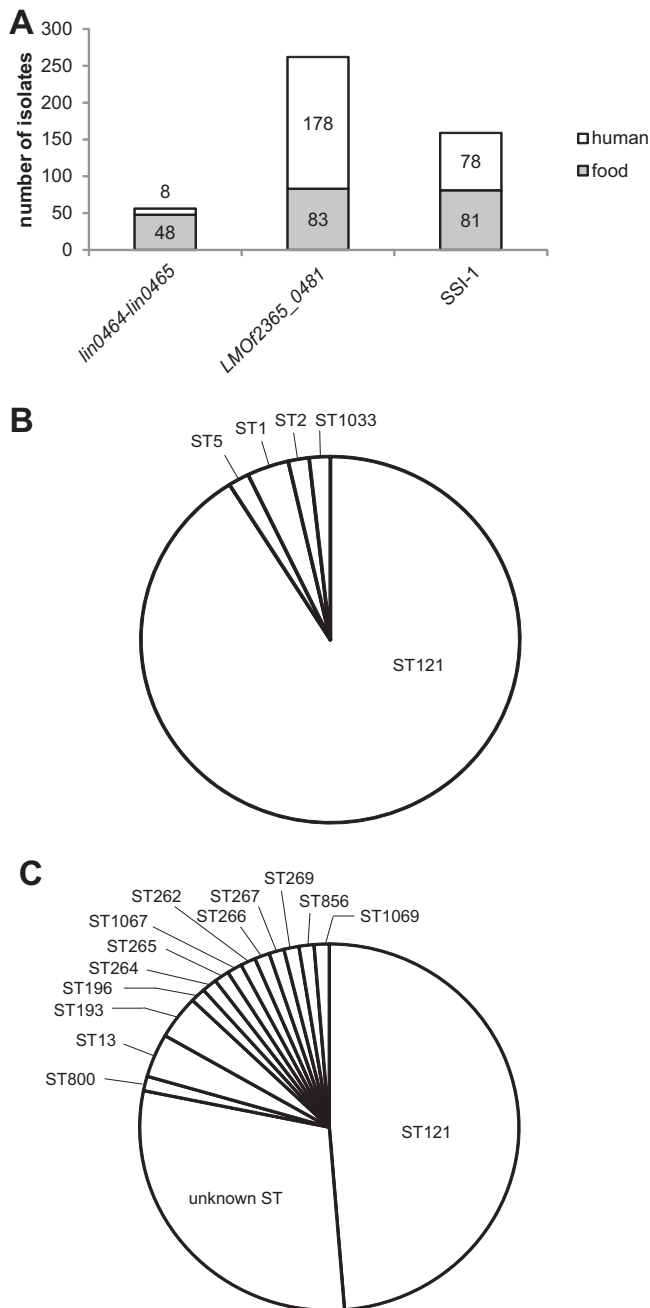 A
number of isolates
300
250
200
150
100
50
0
8
48
178
83
78
81
human
food
lin0464-lin0465
LMOf2365_0481
SSI-1
B
ST5
ST1
ST2
ST1033
ST121
C
ST262
ST267
ST269
ST1067
ST266
ST856
ST265
ST1069
ST264
ST196
ST193
ST13
ST800
ST121
unknown ST